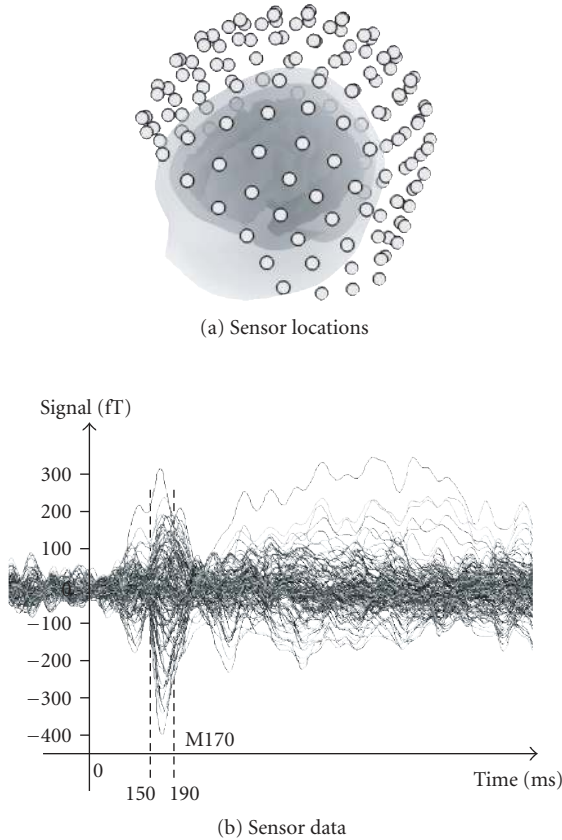 (a) Sensor locations
Signal (fT)
300
200
100
0
−100
−200
−300
−400
M170
0
150 190
Time (ms)
(b) Sensor data